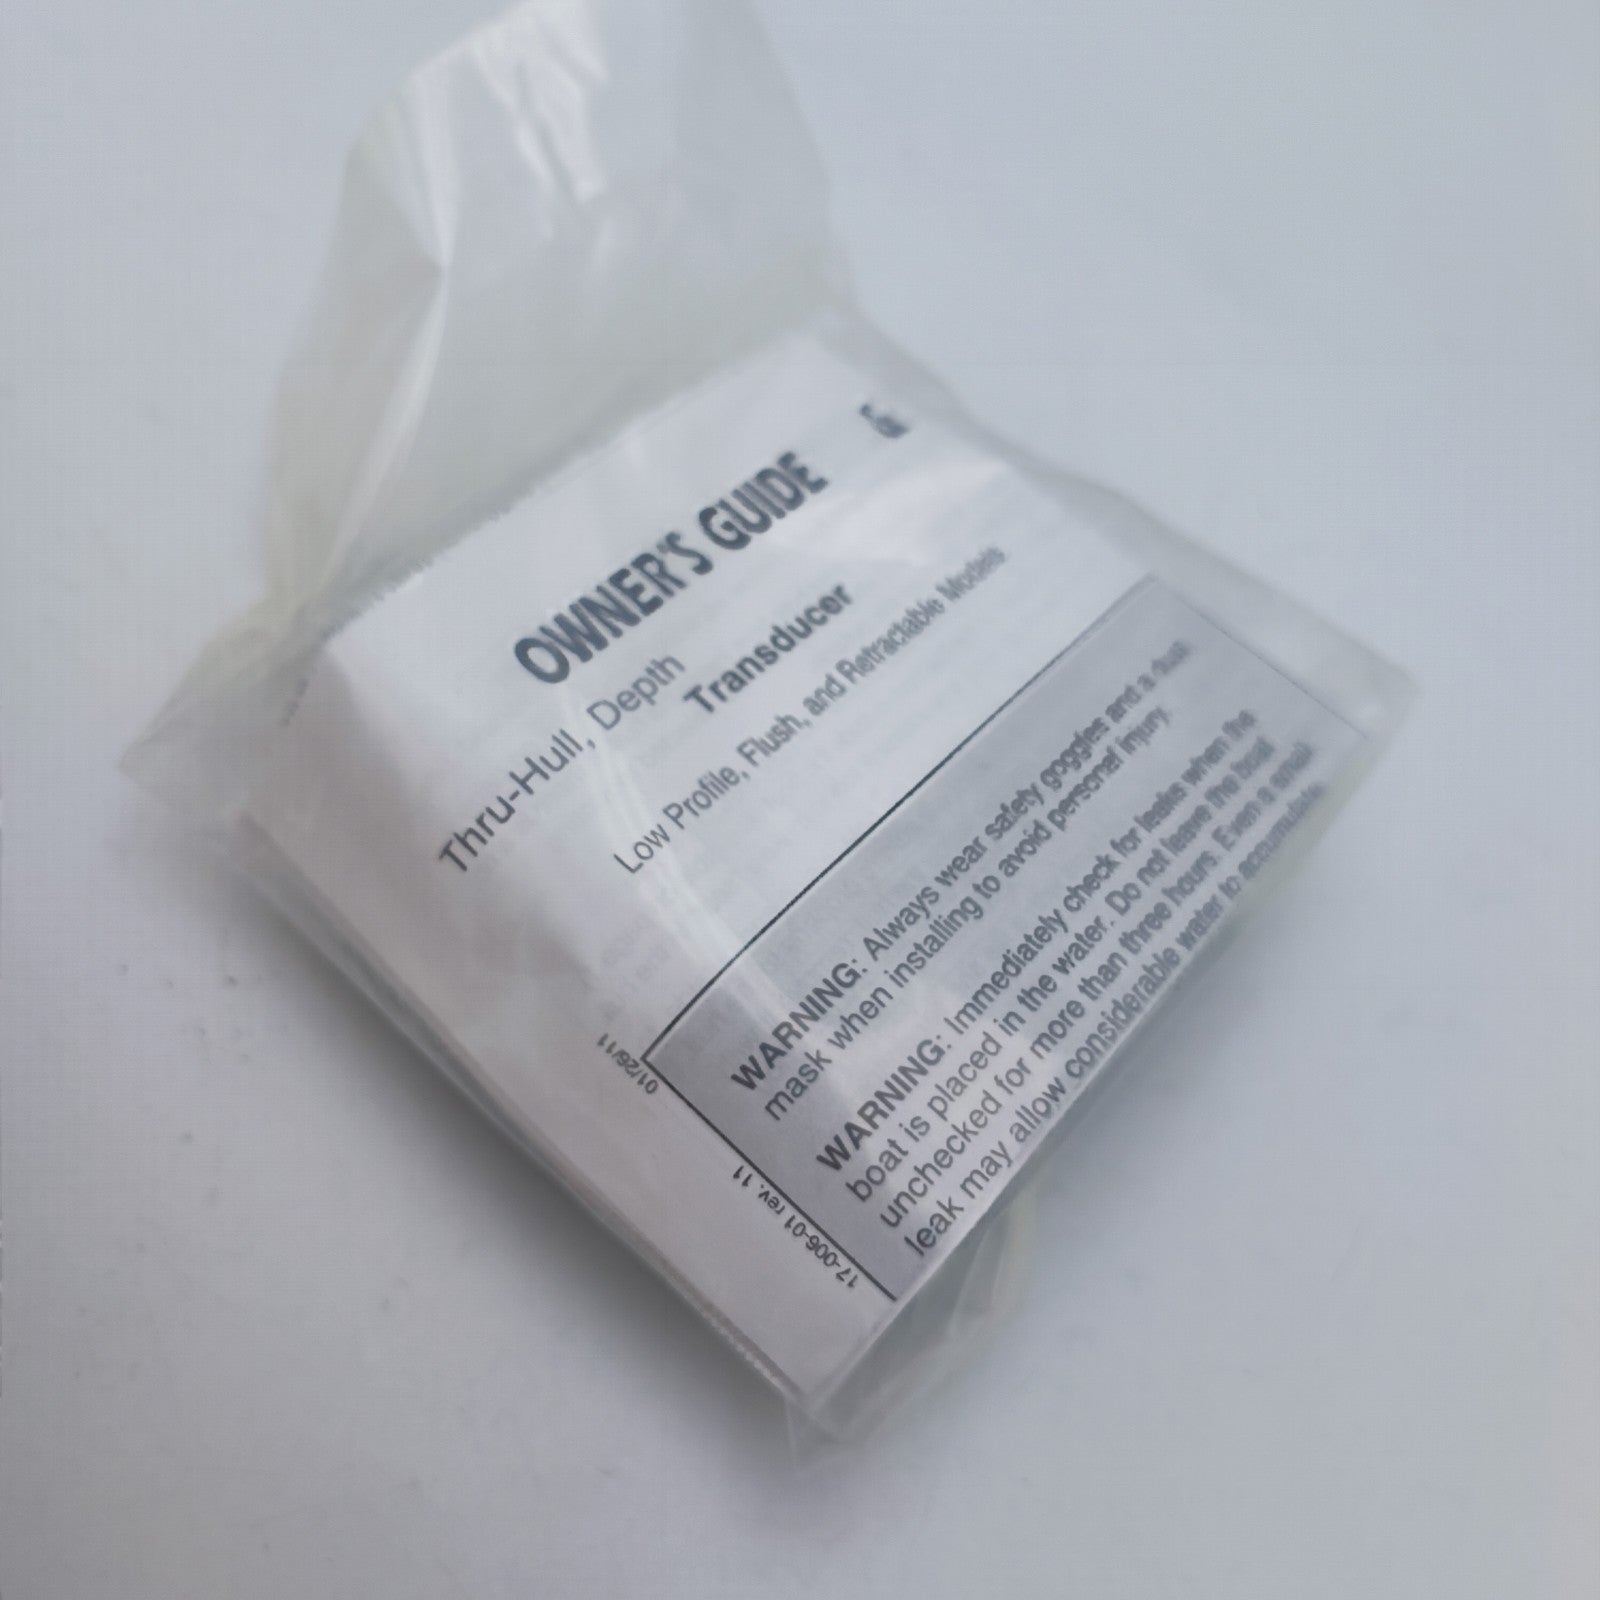 OWNER'S GUIDE &
Thru-Hull, Depth
Transducer
Low Profile, Flush, and Retractable Models
WARNING: Always wear safety goggles and a dust
mask when installing to avoid personal injury.
WARNING: Immediately check for leaks when the
boat is placed in the water. Do not leave the boat
unchecked for more than three hours. Even a small
leak may allow considerable water to accumulate.
17-006-01 rev. 11
01/26/11